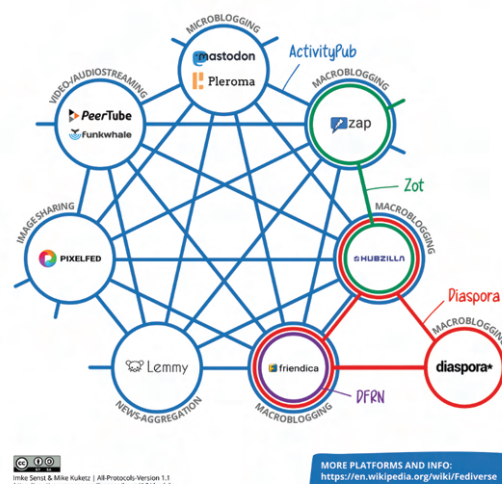 MICROBLOGGING
mastodon
Pleroma
ActivityPub
VIDEO-/AUDIOSTREAMING
PeerTube
Funkwhale
MACROBLOGGING
zap
Zot
IMAGESHARING
PIXELFED
MACROBLOGGING
HUBZILLA
Diaspora
MACROBLOGGING
diaspora*
Lemmy
NEWS-AGGREGATION
friendica
MACROBLOGGING
DFRN
Imke Senst & Mike Kuketz | All-Protocols-Version 1.1
MORE PLATFORMS AND INFO:
https://en.wikipedia.org/wiki/Fediverse